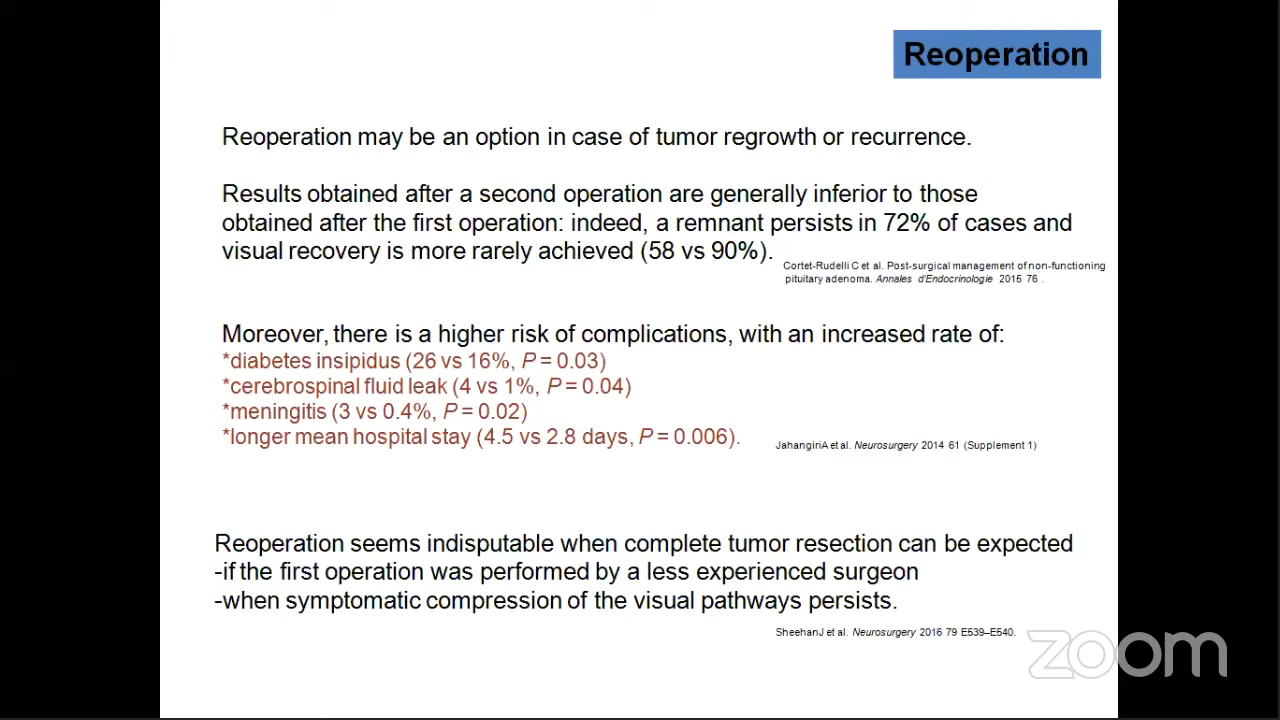 Reoperation
Reoperation may be an option in case of tumor regrowth or recurrence.
Results obtained after a second operation are generally inferior to those
obtained after the first operation: indeed, a remnant persists in 72% of cases and
visual recovery is more rarely achieved (58 vs 90%).
Cortet-Rudelli C et al. Post-surgical management of non-functioning
pituitary adenoma. Annales d'Endocrinologie 2015 76 .
Moreover, there is a higher risk of complications, with an increased rate of:
*diabetes insipidus (26 vs 16%, P = 0.03)
*cerebrospinal fluid leak (4 vs 1%, P = 0.04)
*meningitis (3 vs 0.4%, P = 0.02)
*longer mean hospital stay (4.5 vs 2.8 days, P = 0.006).
JahangiriA et al. Neurosurgery 2014 61 (Supplement 1)
Reoperation seems indisputable when complete tumor resection can be expected
-if the first operation was performed by a less experienced surgeon
-when symptomatic compression of the visual pathways persists.
SheehanJ et al. Neurosurgery 2016 79 E539–E540.
zoom